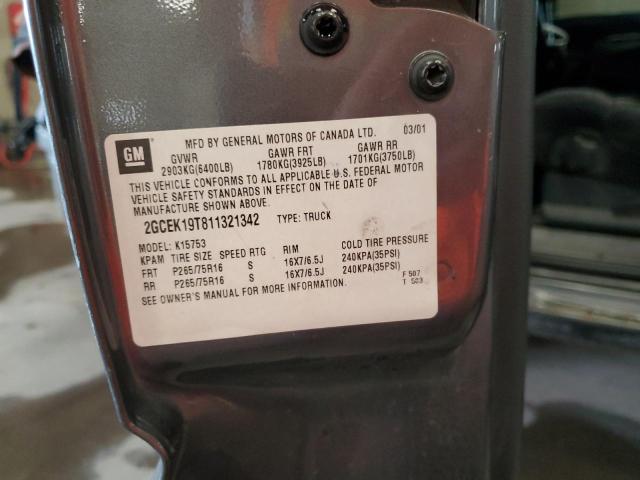 GM
MFD BY GENERAL MOTORS OF CANADA LTD. 03/01
GVWR GAWR FRT GAWR RR
2903KG(6400LB) 1780KG(3925LB) 1701KG(3750LB)
THIS VEHICLE CONFORMS TO ALL APPLICABLE U.S. FEDERAL MOTOR
VEHICLE SAFETY STANDARDS IN EFFECT ON THE DATE OF
MANUFACTURE SHOWN ABOVE.
2GCEK19T811321342 TYPE: TRUCK
MODEL: K15753
KPAM TIRE SIZE SPEED RTG RIM COLD TIRE PRESSURE
FRT P265/75R16 S 16X7/6.5J 240KPA(35PSI)
RR P265/75R16 S 16X7/6.5J 240KPA(35PSI)
SEE OWNER'S MANUAL FOR MORE INFORMATION.
F 507
T 503